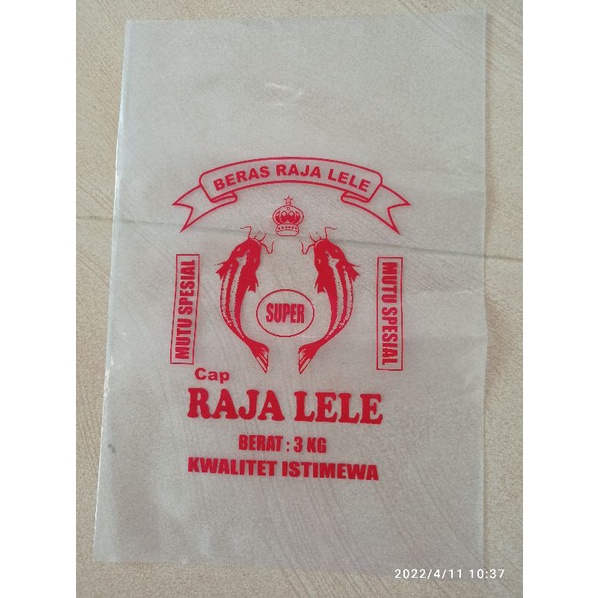 BERAS RAJA LELE
MUTU SPESIAL
SUPER
MUTU SPESIAL
Cap
RAJA LELE
BERAT : 3 KG
KWALITET ISTIMEWA
2022/4/11 10:37